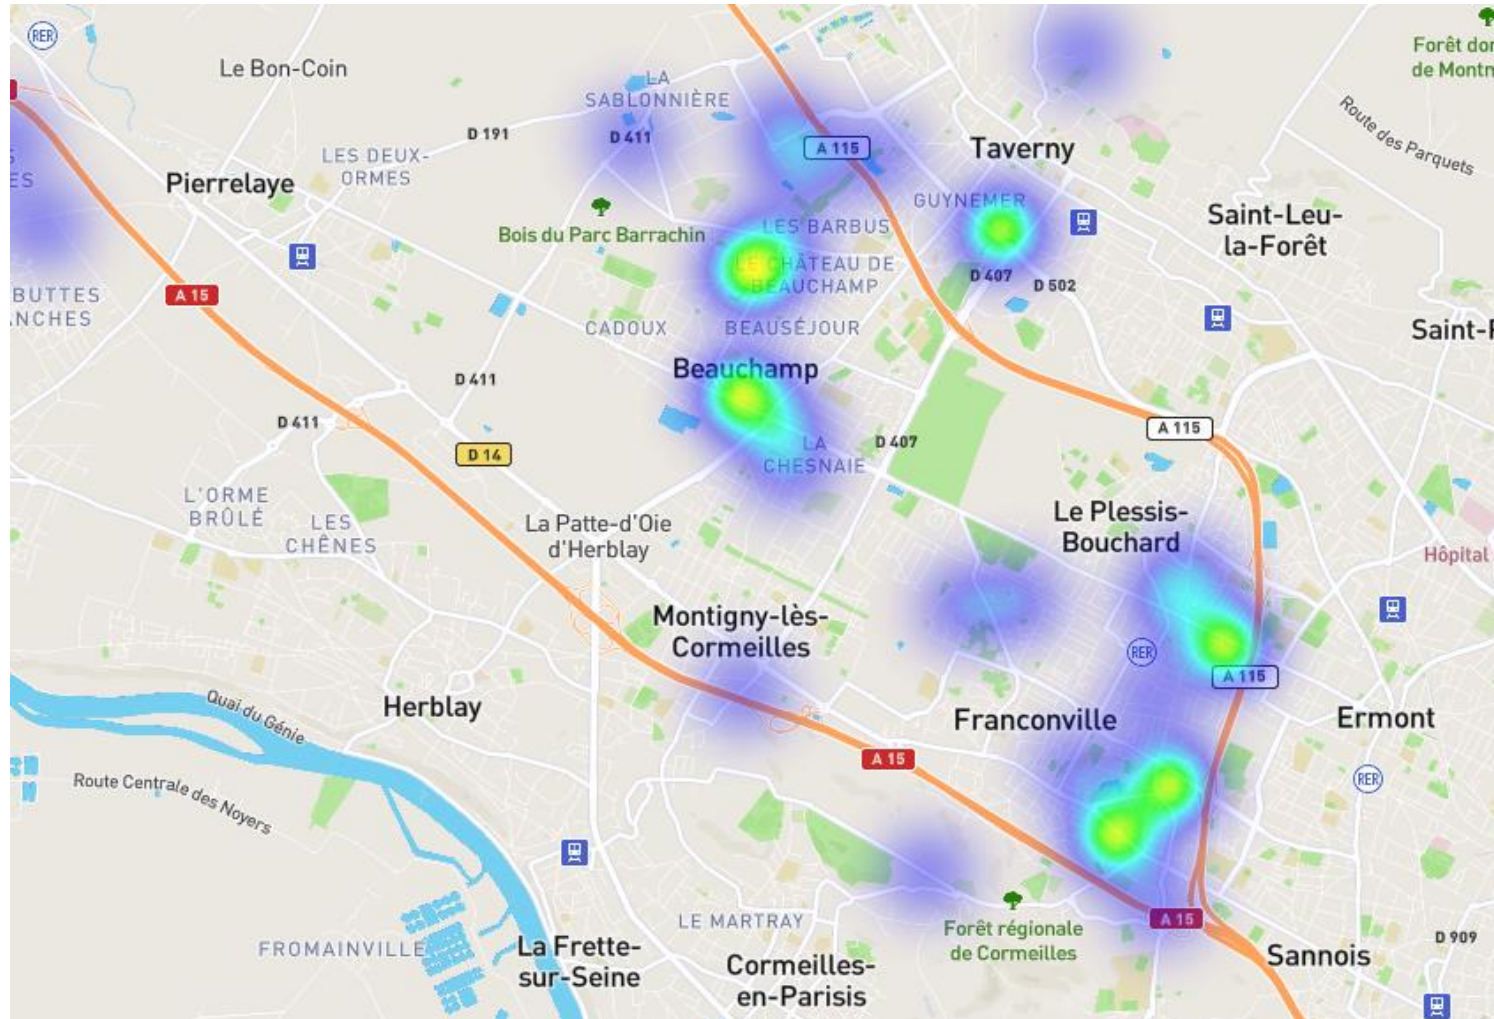 RER
Le Bon-Coin
Forêt dor
de Montn
LA
SABLONNIÈRE
D 191
D 411
A 115
Route des Parquets
Taverny
LES DEUX-
ORMES
Pierrelaye
ES
GUYNEMER
Saint-Leu-
la-Forêt
Bois du Parc Barrachin
LES BARBUS
LE CHÂTEAU DE
BEAUCHAMP
D 407
D 502
A 15
BUTTES
NCHES
CADOUX
BEAUSÉJOUR
Saint-P
Beauchamp
D 411
D 411
A 115
D 14
D 407
LA
CHESNAIE
L'ORME
BRÛLÉ
LES
CHÊNES
La Patte-d'Oie
d'Herblay
Le Plessis-
Bouchard
Hôpital
Montigny-lès-
Cormeilles
RER
A 115
Quai du Génie
Herblay
Franconville
Ermont
A 15
Route Centrale des Noyers
RER
A 15
LE MARTRAY
Forêt régionale
de Cormeilles
FROMAINVILLE
La Frette-
sur-Seine
Cormeilles-
en-Parisis
Sannois
D 909